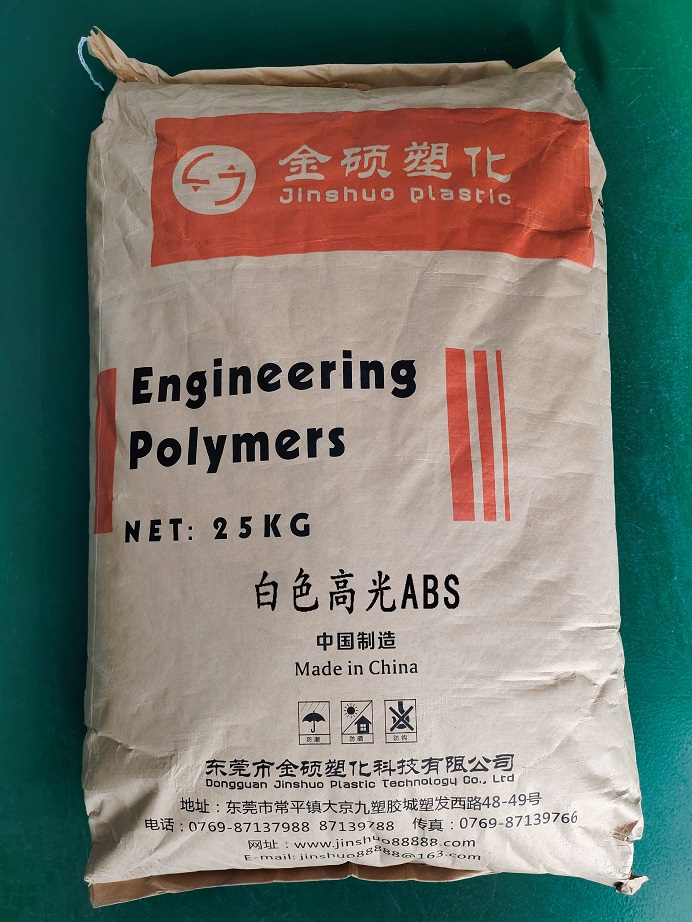 金硕塑化
Jinshuo plastic
Engineering
Polymers
NET: 25KG
白色高光ABS
中国制造
Made in China
防潮 防晒 防钩
东莞市金硕塑化科技有限公司
Dongguan Jinshuo Plastic Technology Co., Ltd
地址：东莞市常平镇大京九塑胶城塑发西路48-49号
电话：0769-87137988 87139788 传真：0769-87139766
网址：www.jinshuo88888.com
E-mail: jinshuo88888@163.com